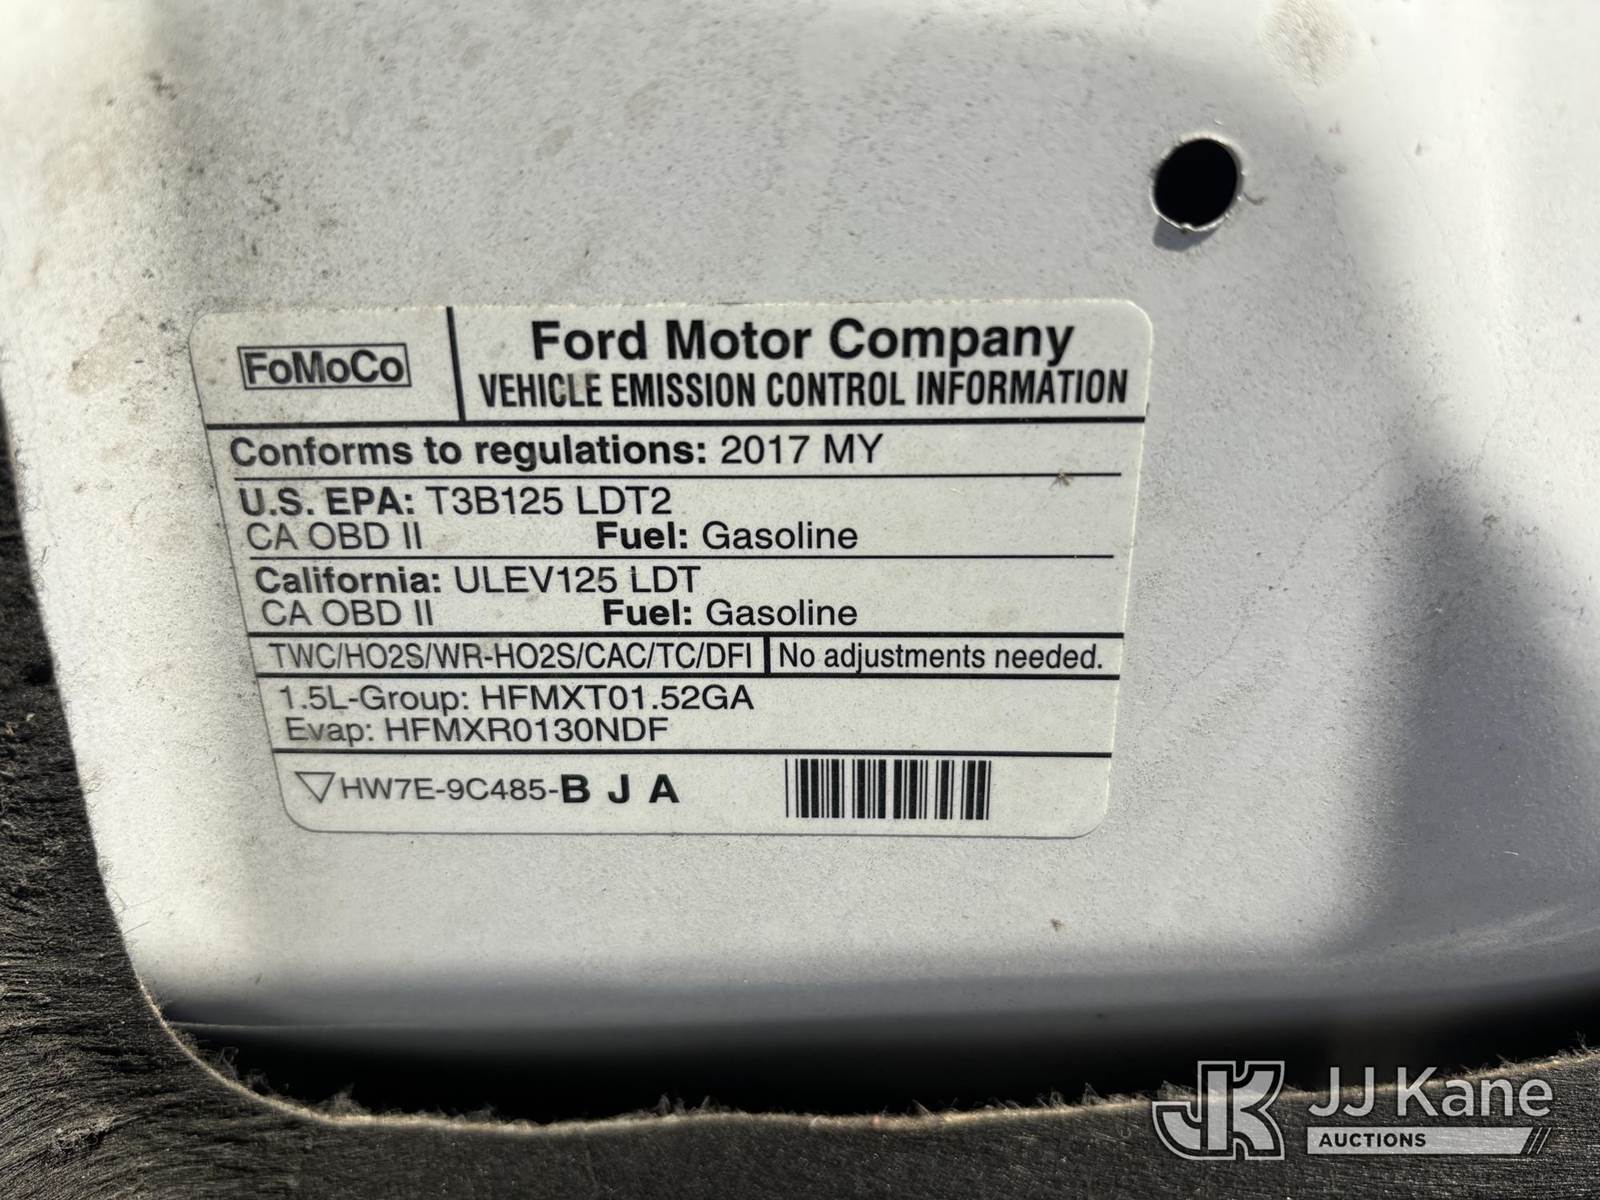 FoMoCo
Ford Motor Company
VEHICLE EMISSION CONTROL INFORMATION
Conforms to regulations: 2017 MY
U.S. EPA: T3B125 LDT2
CA OBD II Fuel: Gasoline
California: ULEV125 LDT
CA OBD II Fuel: Gasoline
TWC/HO2S/WR-HO2S/CAC/TC/DFI No adjustments needed.
1.5L-Group: HFMXT01.52GA
Evap: HFMXR0130NDF
HW7E-9C485-B J A
JK JJ Kane
AUCTIONS